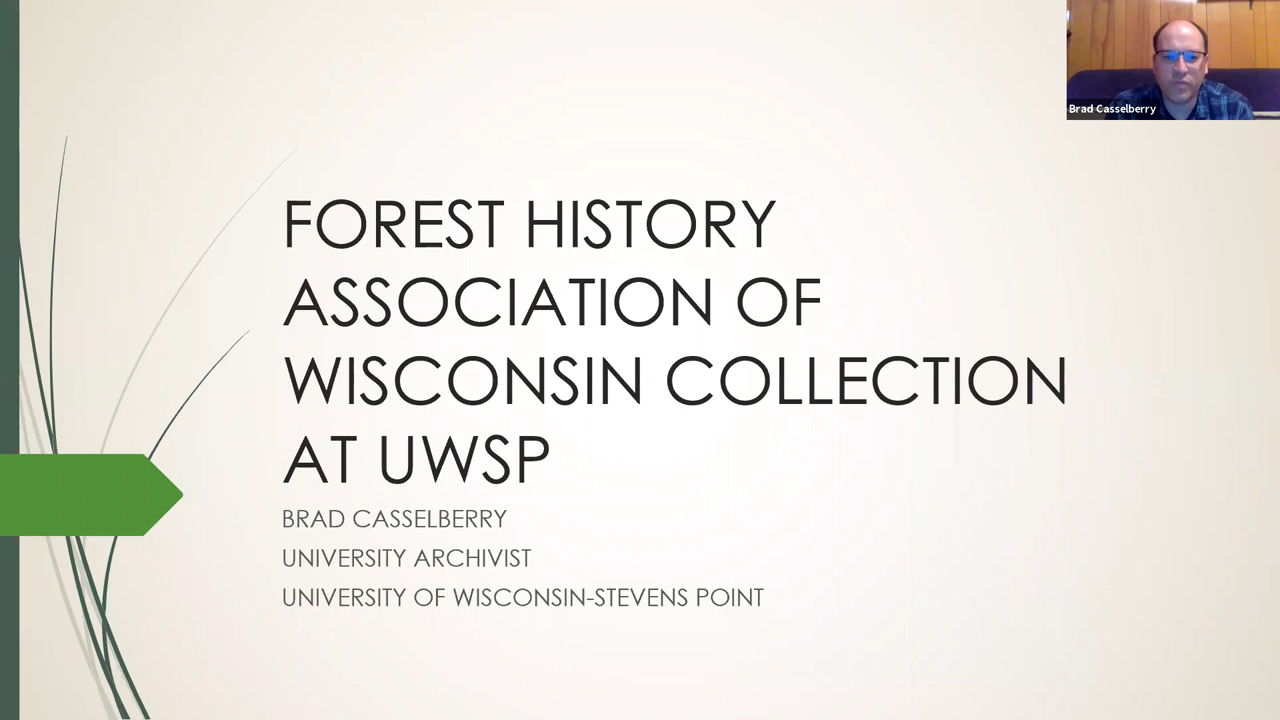 Brad Casselberry
FOREST HISTORY
ASSOCIATION OF
WISCONSIN COLLECTION
AT UWSP
BRAD CASSELBERRY
UNIVERSITY ARCHIVIST
UNIVERSITY OF WISCONSIN-STEVENS POINT